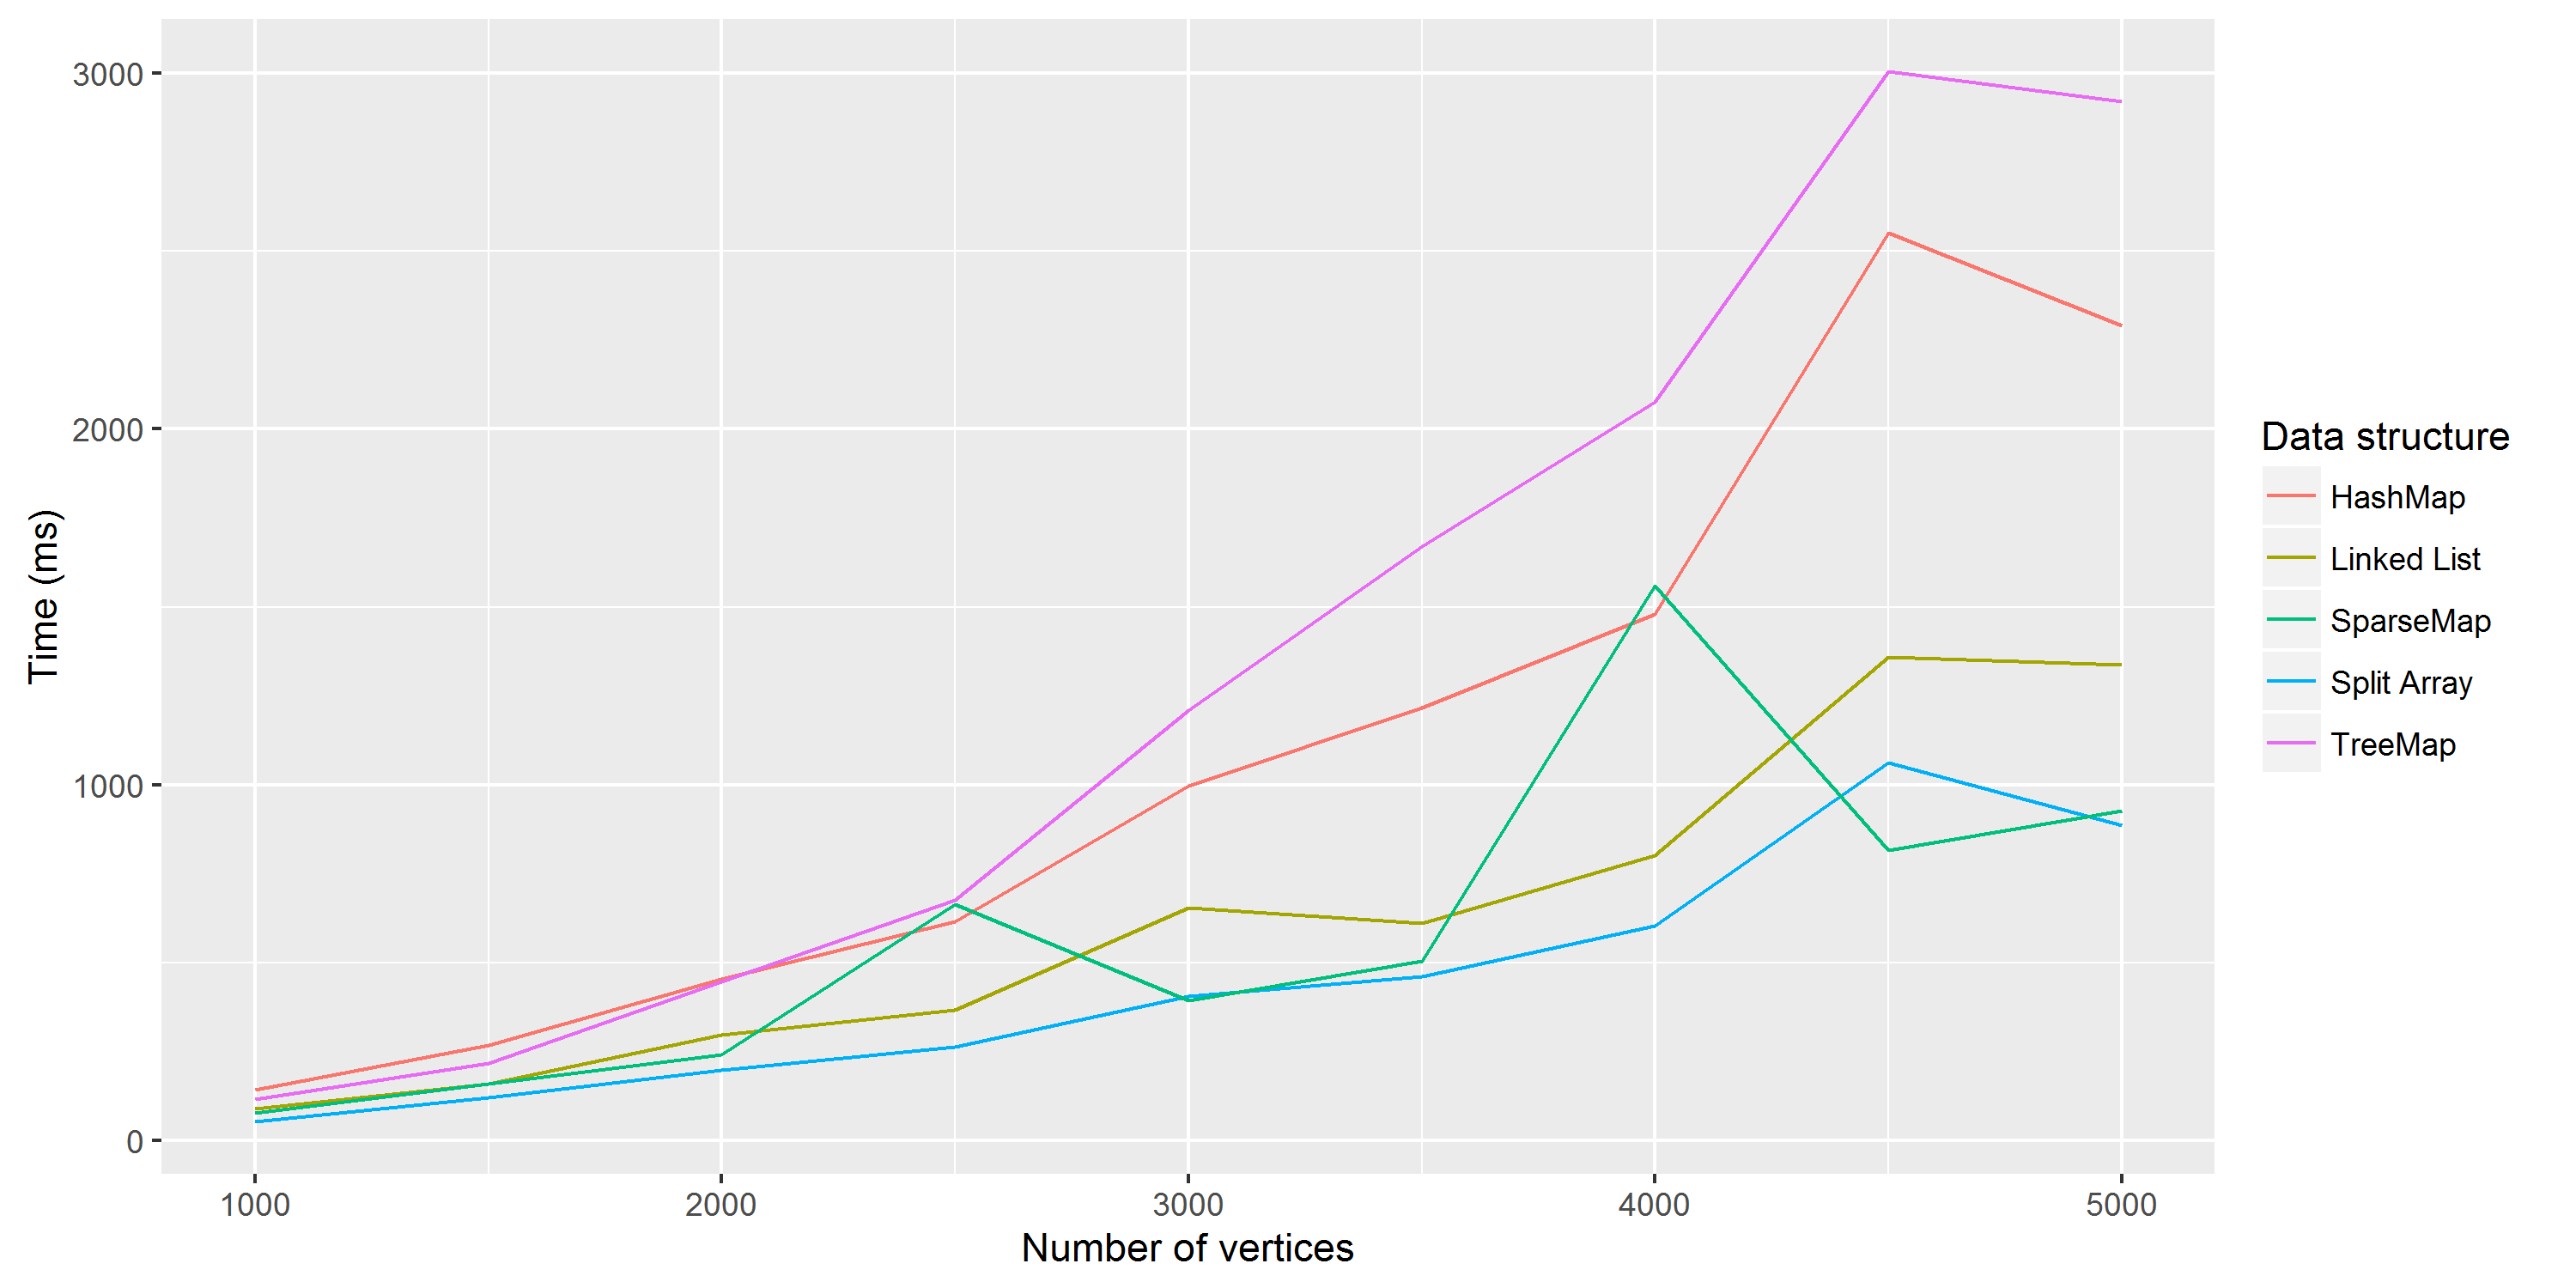 3000
2000
1000
0
Time (ms)
1000 2000 3000 4000 5000
Number of vertices
Data structure
HashMap
Linked List
SparseMap
Split Array
TreeMap